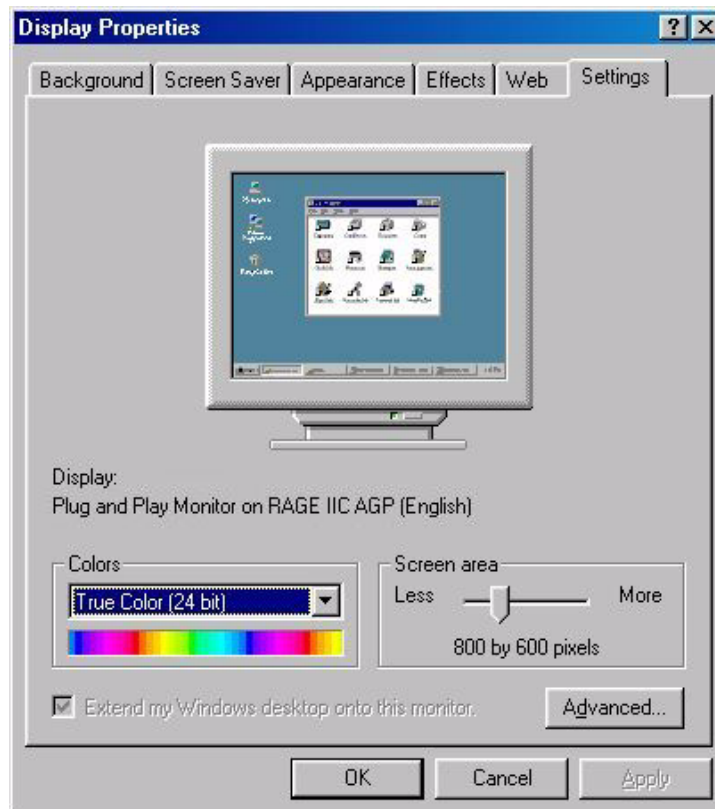 Display Properties
Background Screen Saver Appearance Effects Web Settings
Display:
Plug and Play Monitor on RAGE IIC AGP (English)
Colors
True Color (24 bit)
Screen area
Less More
800 by 600 pixels
Extend my Windows desktop onto this monitor.
Advanced...
OK Cancel Apply